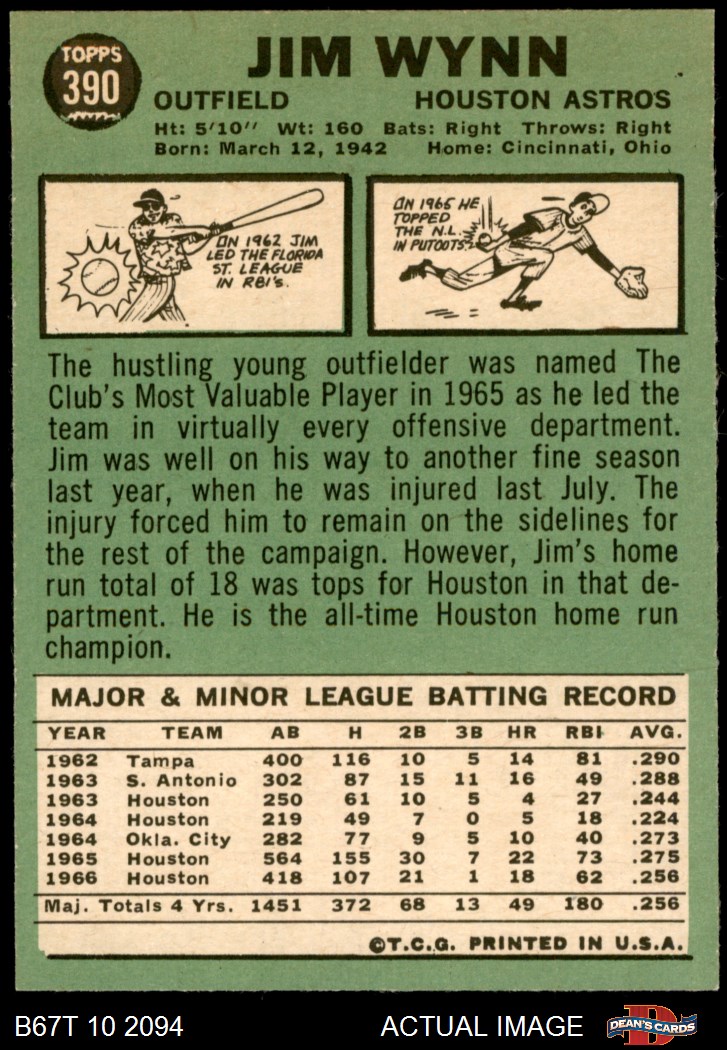 TOPPS
390
JIM WYNN
OUTFIELD HOUSTON ASTROS
Ht: 5'10" Wt: 160 Bats: Right Throws: Right
Born: March 12, 1942 Home: Cincinnati, Ohio
IN 1962 JIM
LED THE FLORIDA
ST. LEAGUE
IN RBI's.
IN 1965 HE
TOPPED
THE N.L.
IN PUTOUTS.
The hustling young outfielder was named The
Club's Most Valuable Player in 1965 as he led the
team in virtually every offensive department.
Jim was well on his way to another fine season
last year, when he was injured last July. The
injury forced him to remain on the sidelines for
the rest of the campaign. However, Jim's home
run total of 18 was tops for Houston in that de-
partment. He is the all-time Houston home run
champion.
MAJOR & MINOR LEAGUE BATTING RECORD
YEAR TEAM AB H 2B 3B HR RBI AVG.
1962 Tampa 400 116 10 5 14 81 .290
1963 S. Antonio 302 87 15 11 16 49 .288
1963 Houston 250 61 10 5 4 27 .244
1964 Houston 219 49 7 0 5 18 .224
1964 Okla. City 282 77 9 5 10 40 .273
1965 Houston 564 155 30 7 22 73 .275
1966 Houston 418 107 21 1 18 62 .256
Maj. Totals 4 Yrs. 1451 372 68 13 49 180 .256
©T.C.G. PRINTED IN U.S.A.
B67T 10 2094 ACTUAL IMAGE DEAN'S CARDS